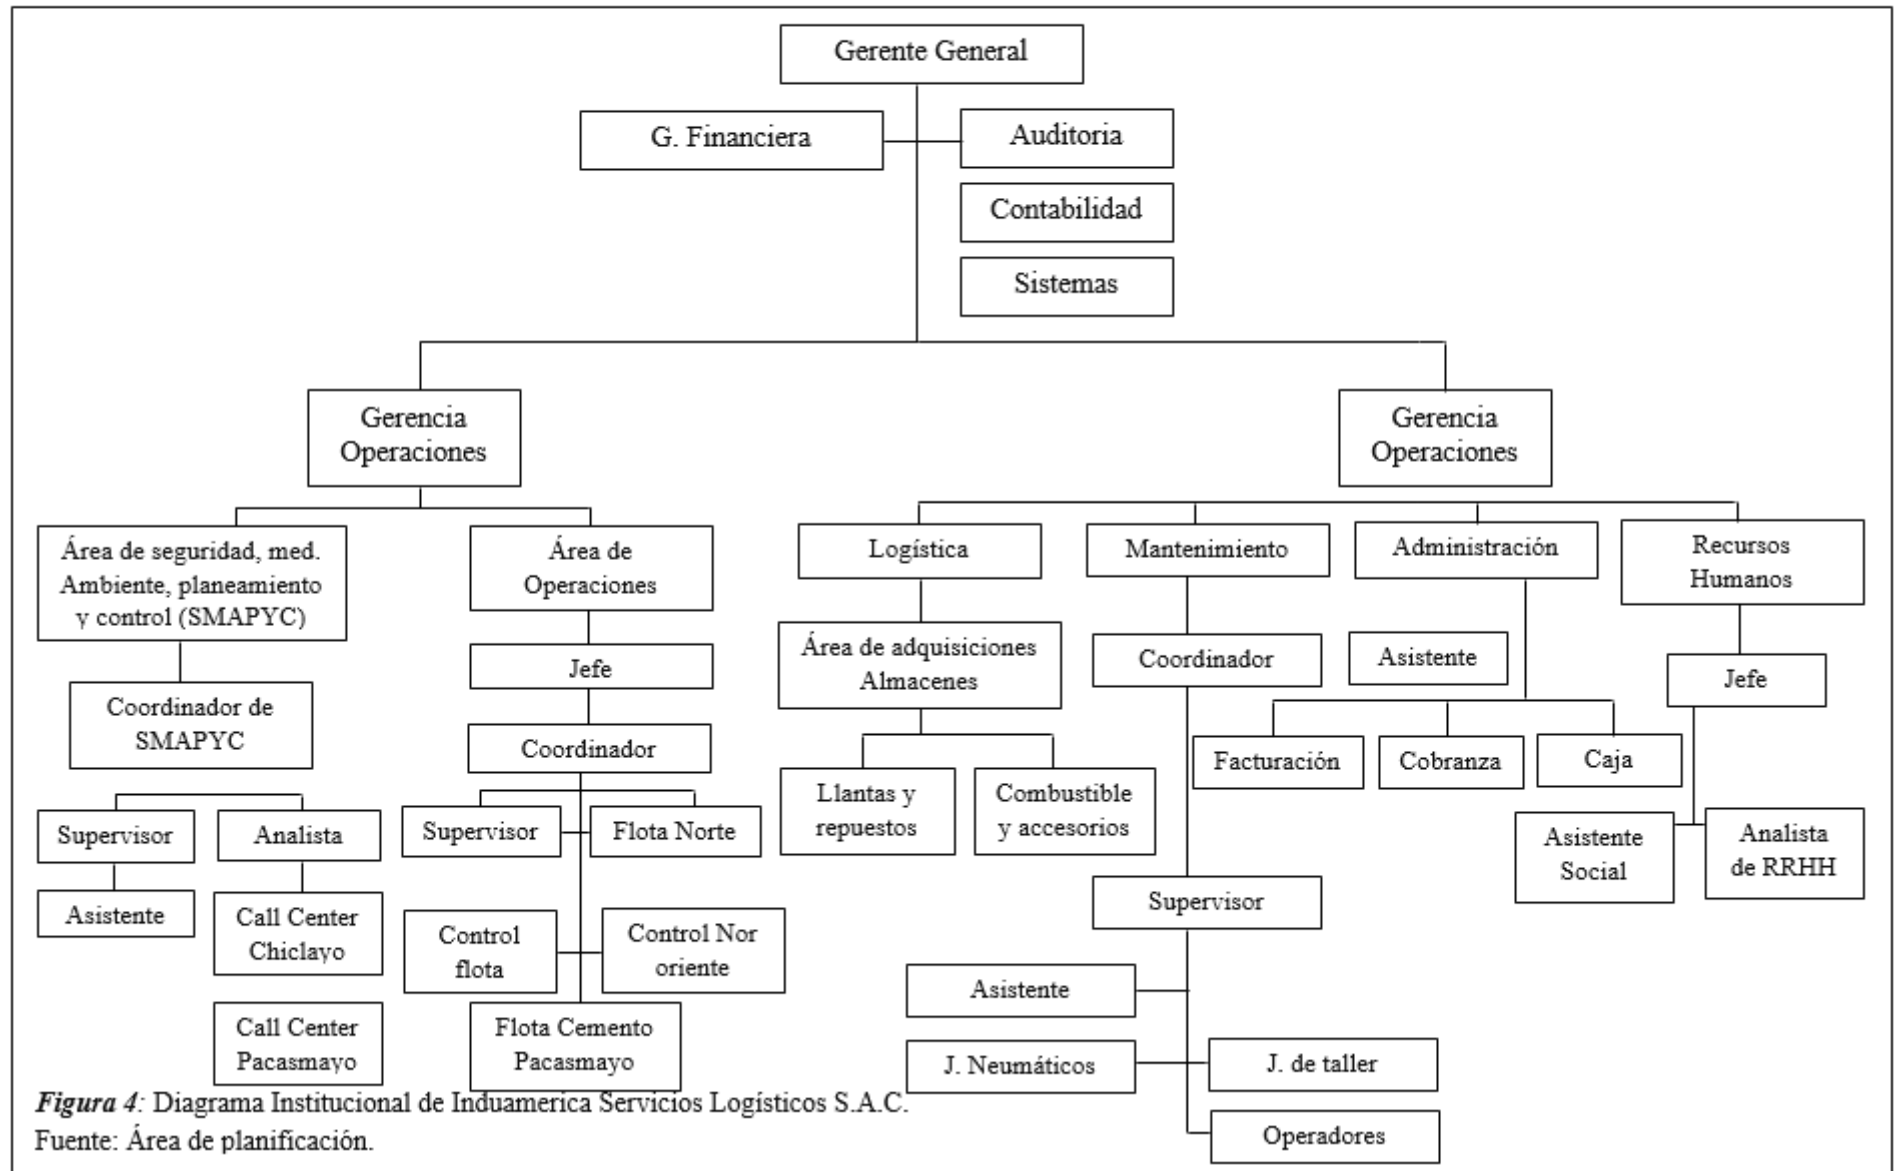 Gerente General
G. Financiera
Auditoria
Contabilidad
Sistemas
Gerencia
Operaciones
Gerencia
Operaciones
Área de seguridad, med.
Ambiente, planeamiento
y control (SMAPYC)
Área de
Operaciones
Logística
Mantenimiento
Administración
Recursos
Humanos
Coordinador de
SMAPYC
Jefe
Coordinador
Área de adquisiciones
Almacenes
Coordinador
Asistente
Jefe
Supervisor
Analista
Supervisor
Flota Norte
Llantas y
repuestos
Combustible
y accesorios
Facturación
Cobranza
Caja
Asistente
Social
Analista
de RRHH
Asistente
Call Center
Chiclayo
Control
flota
Control Nor
oriente
Supervisor
Call Center
Pacasmayo
Flota Cemento
Pacasmayo
Asistente
J. Neumáticos
J. de taller
Operadores
Figura 4: Diagrama Institucional de Induamerica Servicios Logísticos S.A.C.
Fuente: Área de planificación.